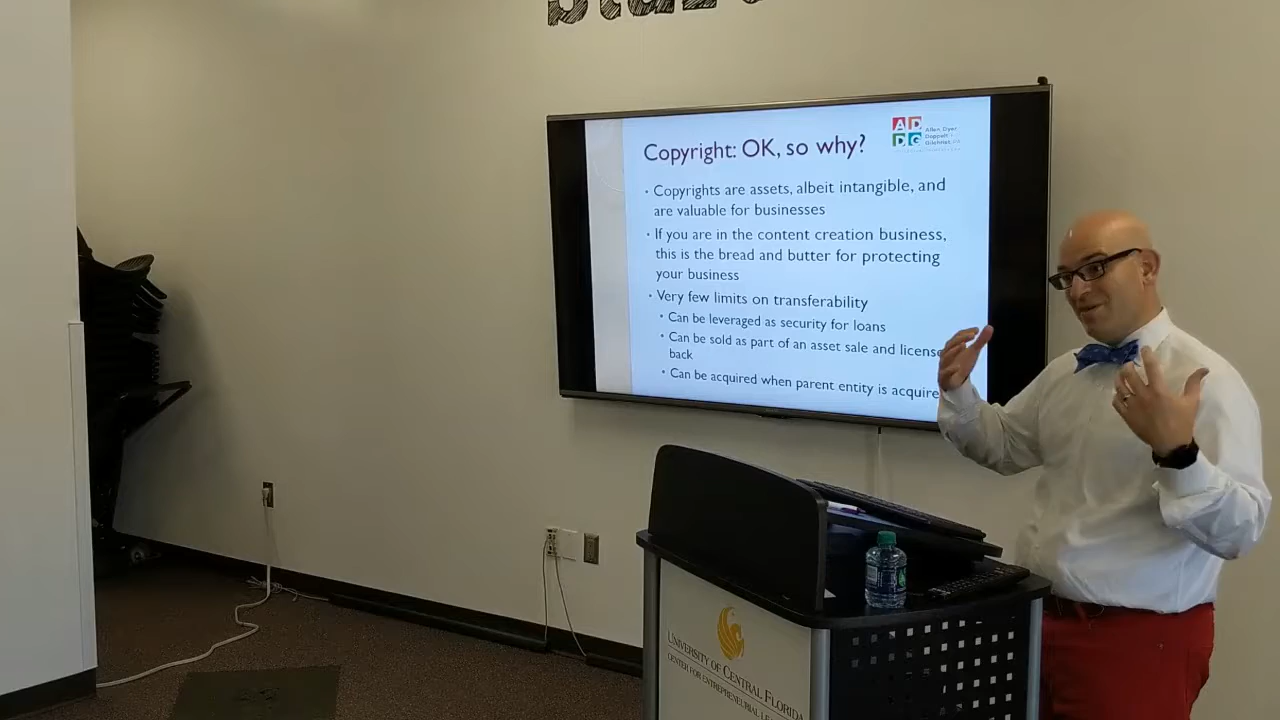 Copyright: OK, so why?
A D
D G
Allen, Dyer
Doppelt +
Gilchrist, PA
• Copyrights are assets, albeit intangible, and
are valuable for businesses
• If you are in the content creation business,
this is the bread and butter for protecting
your business
• Very few limits on transferability
• Can be leveraged as security for loans
• Can be sold as part of an asset sale and license
back
• Can be acquired when parent entity is acquire
UNIVERSITY OF CENTRAL FLORIDA
CENTER FOR ENTREPRENEURIAL